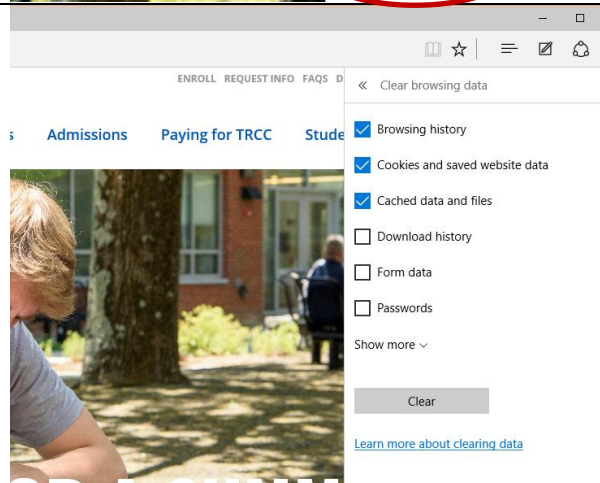 ENROLL REQUEST INFO FAQS D
« Clear browsing data
s Admissions Paying for TRCC Stude
Browsing history
Cookies and saved website data
Cached data and files
Download history
Form data
Passwords
Show more
Clear
Learn more about clearing data